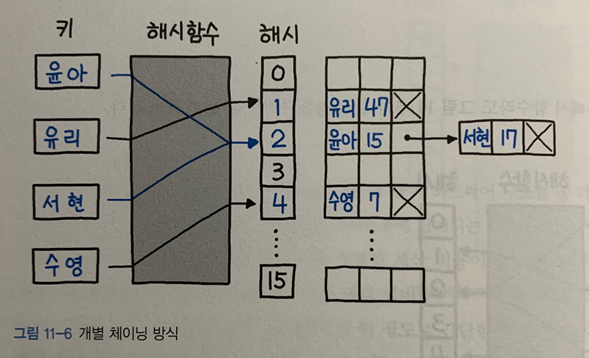 키 해시함수 해시
윤아 0
유리 1 유리 47
2 윤아 15 서현 17
서현 3
4 수영 7
수영
15
그림 11-6 개별 체이닝 방식